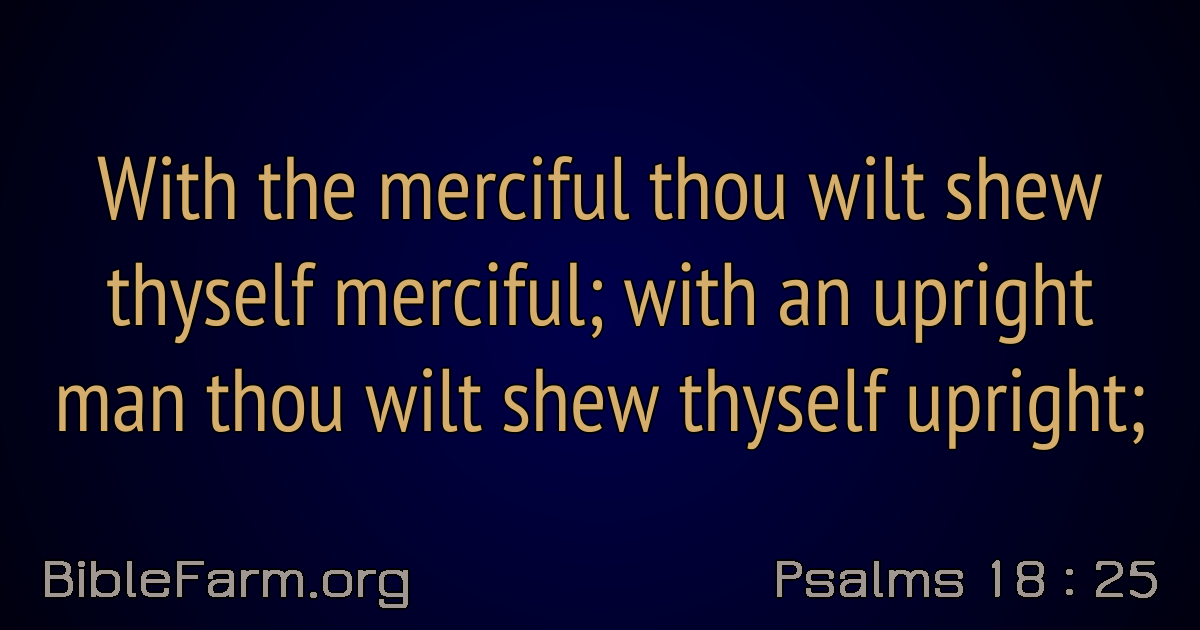 With the merciful thou wilt shew
thyself merciful; with an upright
man thou wilt shew thyself upright;
BibleFarm.org
Psalms 18 : 25